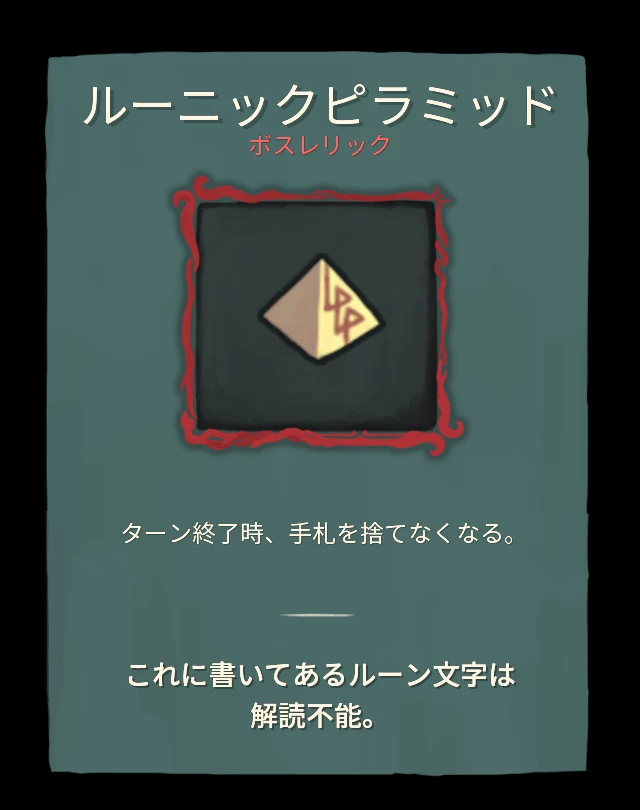 ルーニックピラミッド
ボスレリック
ターン終了時、手札を捨てなくなる。
これに書いてあるルーン文字は
解読不能。